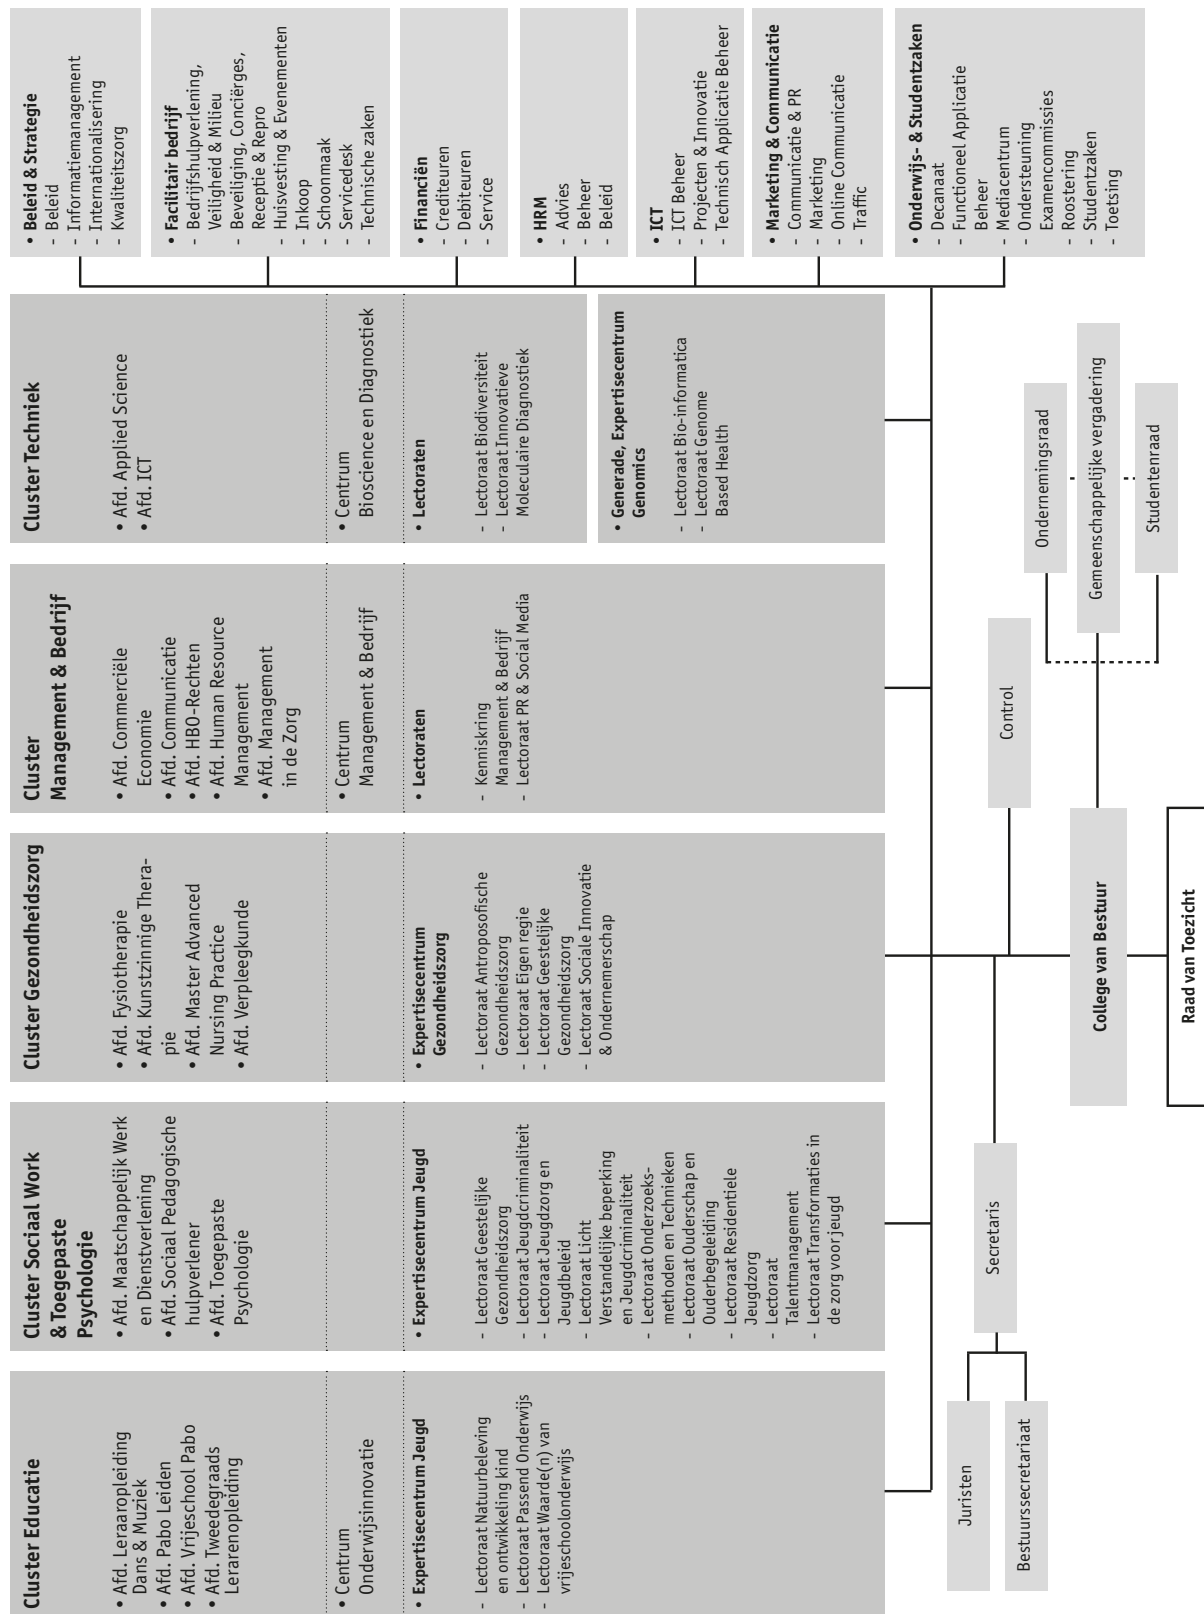 Cluster Educatie
• Afd. Leraaropleiding
Dans & Muziek
• Afd. Pabo Leiden
• Afd. Vrijeschool Pabo
• Afd. Tweedegraads
Lerarenopleiding
• Centrum
Onderwijsinnovatie
• Expertisecentrum Jeugd
- Lectoraat Natuurbeleving
en ontwikkeling kind
- Lectoraat Passend Onderwijs
- Lectoraat Waarde(n) van
vrijeschoolonderwijs
Cluster Sociaal Work
& Toegepaste
Psychologie
• Afd. Maatschappelijk Werk
en Dienstverlening
• Afd. Sociaal Pedagogische
hulpverlener
• Afd. Toegepaste
Psychologie
• Expertisecentrum Jeugd
- Lectoraat Geestelijke
Gezondheidszorg
- Lectoraat Jeugdcriminaliteit
- Lectoraat Jeugdzorg en
Jeugdbeleid
- Lectoraat Licht
Verstandelijke beperking
en Jeugdcriminaliteit
- Lectoraat Onderzoeks-
methoden en Technieken
- Lectoraat Ouderschap en
Ouderbegeleiding
- Lectoraat Residentiele
Jeugdzorg
- Lectoraat
Talentmanagement
- Lectoraat Transformaties in
de zorg voor jeugd
Cluster Gezondheidszorg
• Afd. Fysiotherapie
• Afd. Kunstzinnige Thera-
pie
• Afd. Master Advanced
Nursing Practice
• Afd. Verpleegkunde
• Expertisecentrum
Gezondheidszorg
- Lectoraat Antroposofische
Gezondheidszorg
- Lectoraat Eigen regie
- Lectoraat Geestelijke
Gezondheidszorg
- Lectoraat Sociale Innovatie
& Ondernemerschap
Cluster
Management & Bedrijf
• Afd. Commerciële
Economie
• Afd. Communicatie
• Afd. HBO-Rechten
• Afd. Human Resource
Management
• Afd. Management
in de Zorg
• Centrum
Management & Bedrijf
• Lectoraten
- Kenniskring
Management & Bedrijf
- Lectoraat PR & Social Media
Cluster Techniek
• Afd. Applied Science
• Afd. ICT
• Centrum
Bioscience en Diagnostiek
• Lectoraten
- Lectoraat Biodiversiteit
- Lectoraat Innovatieve
Moleculaire Diagnostiek
• Generade, Expertisecentrum
Genomics
- Lectoraat Bio-informatica
- Lectoraat Genome
Based Health
• Beleid & Strategie
- Beleid
- Informatiemanagement
- Internationalisering
- Kwaliteitszorg
• Facilitair bedrijf
- Bedrijfshulpverlening,
Veiligheid & Milieu
- Beveiliging, Conciërges,
Receptie & Repro
- Huisvesting & Evenementen
- Inkoop
- Schoonmaak
- Servicedesk
- Technische zaken
• Financiën
- Crediteuren
- Debiteuren
- Service
• HRM
- Advies
- Beheer
- Beleid
• ICT
- ICT Beheer
- Projecten & Innovatie
- Technisch Applicatie Beheer
• Marketing & Communicatie
- Communicatie & PR
- Marketing
- Online Communicatie
- Traffic
• Onderwijs- & Studentzaken
- Decanaat
- Functioneel Applicatie
Beheer
- Mediacentrum
- Ondersteuning
Examencommissies
- Roostering
- Studentzaken
- Toetsing
Juristen
Bestuurssecretariaat
Secretaris
Control
Ondernemingsraad
Gemeenschappelijke vergadering
Studentenraad
College van Bestuur
Raad van Toezicht